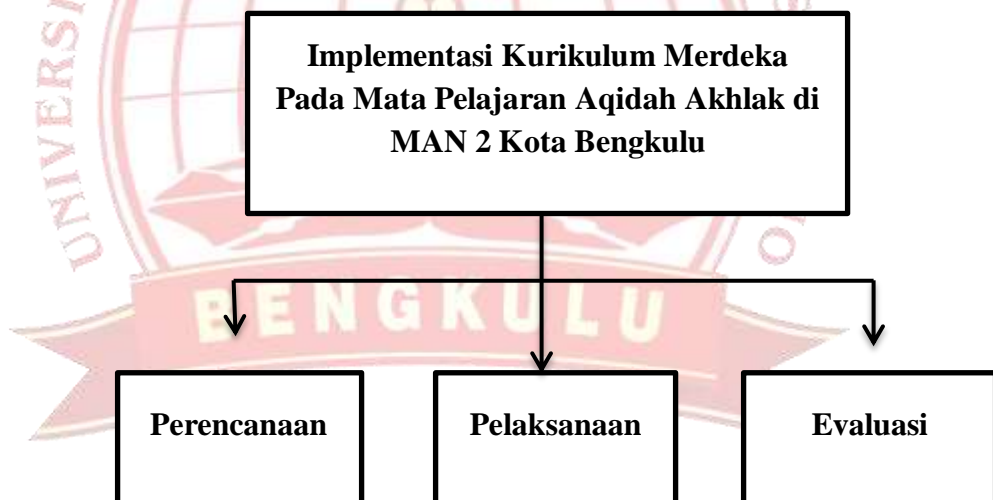 Implementasi Kurikulum Merdeka
Pada Mata Pelajaran Aqidah Akhlak di
MAN 2 Kota Bengkulu
BENGKULU
Perencanaan
Pelaksanaan
Evaluasi